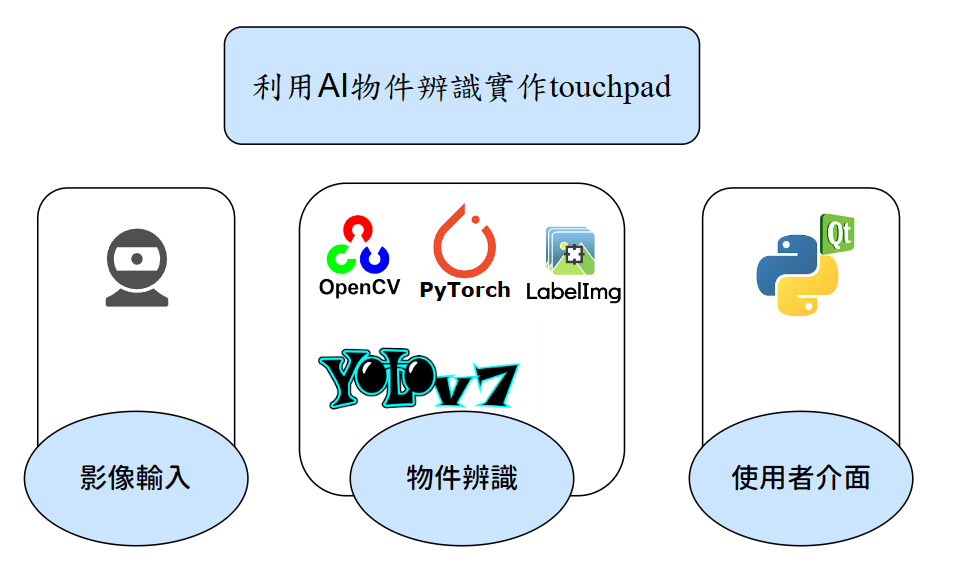 利用AI物件辨識實作touchpad
OpenCV
PyTorch
LabelImg
Qt
YOLOv7
影像輸入
物件辨識
使用者介面